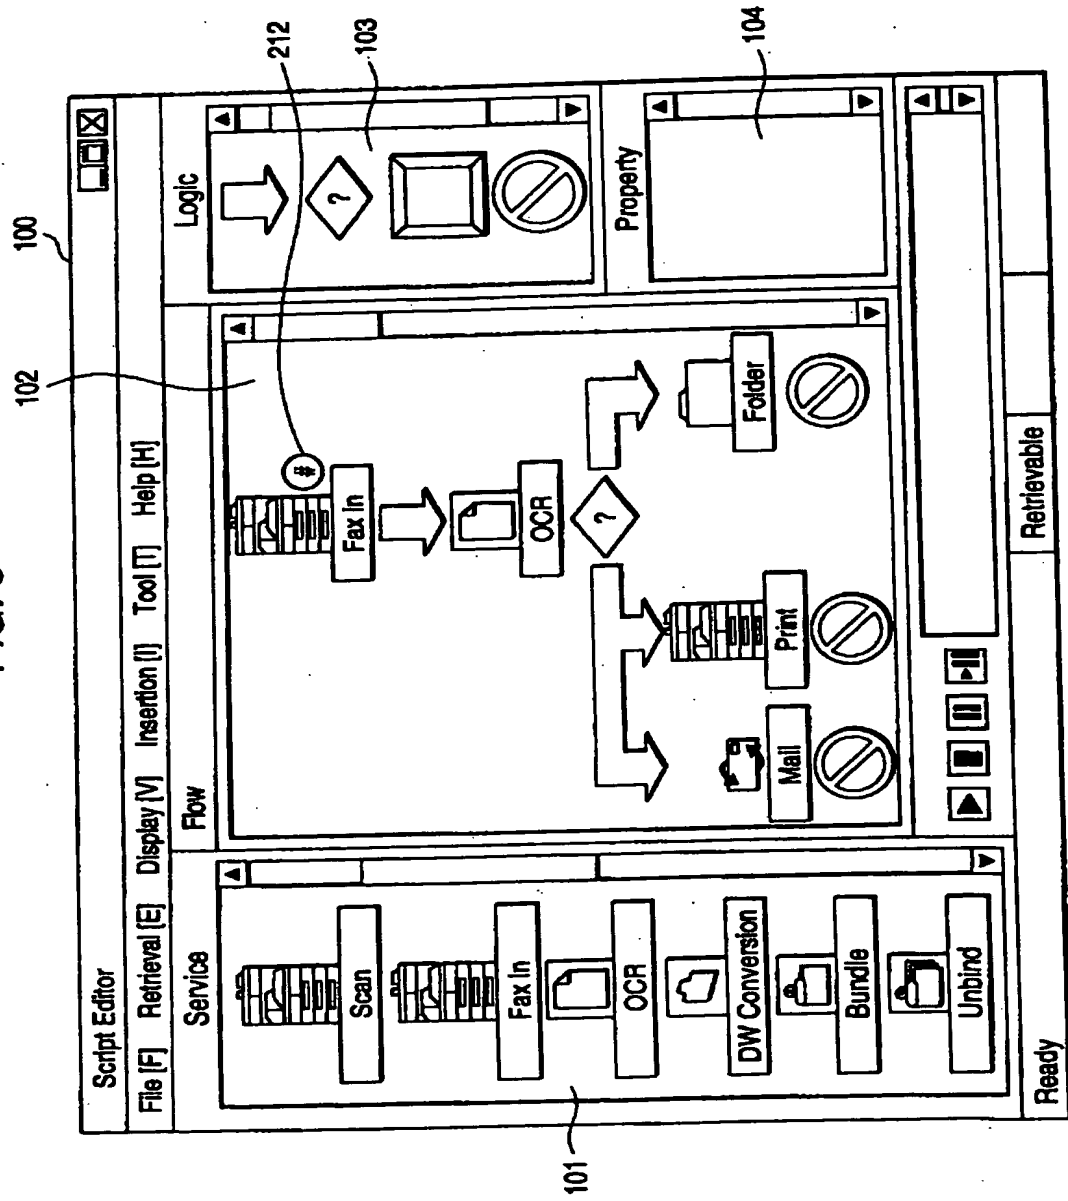 100
Script Editor
File [F] Retrieval [E] Display [V] Insertion [I] Tool [T] Help [H]
Service
Scan
Fax In
OCR
DW Conversion
Bundle
Unbind
101
Flow
102
#
212
Fax In
OCR
?
Mail
Print
Folder
Logic
103
?
Property
104
Ready
Retrievable